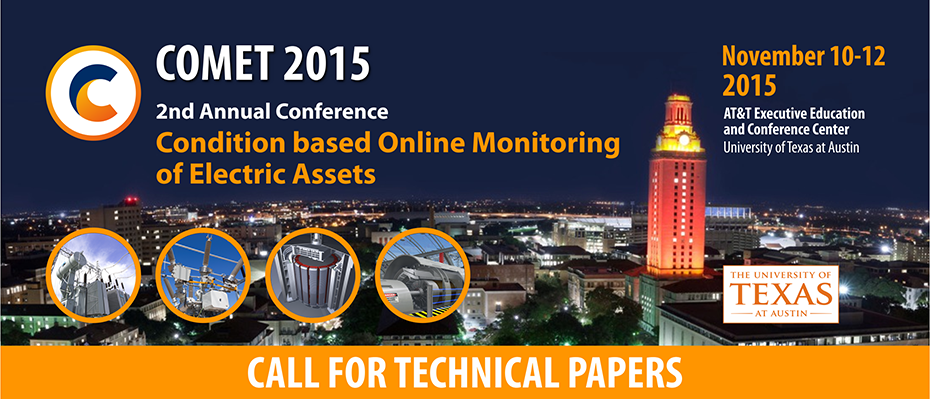 COMET 2015
2nd Annual Conference
Condition based Online Monitoring
of Electric Assets
November 10-12
2015
AT&T Executive Education
and Conference Center
University of Texas at Austin
THE UNIVERSITY OF
TEXAS
AT AUSTIN
CALL FOR TECHNICAL PAPERS